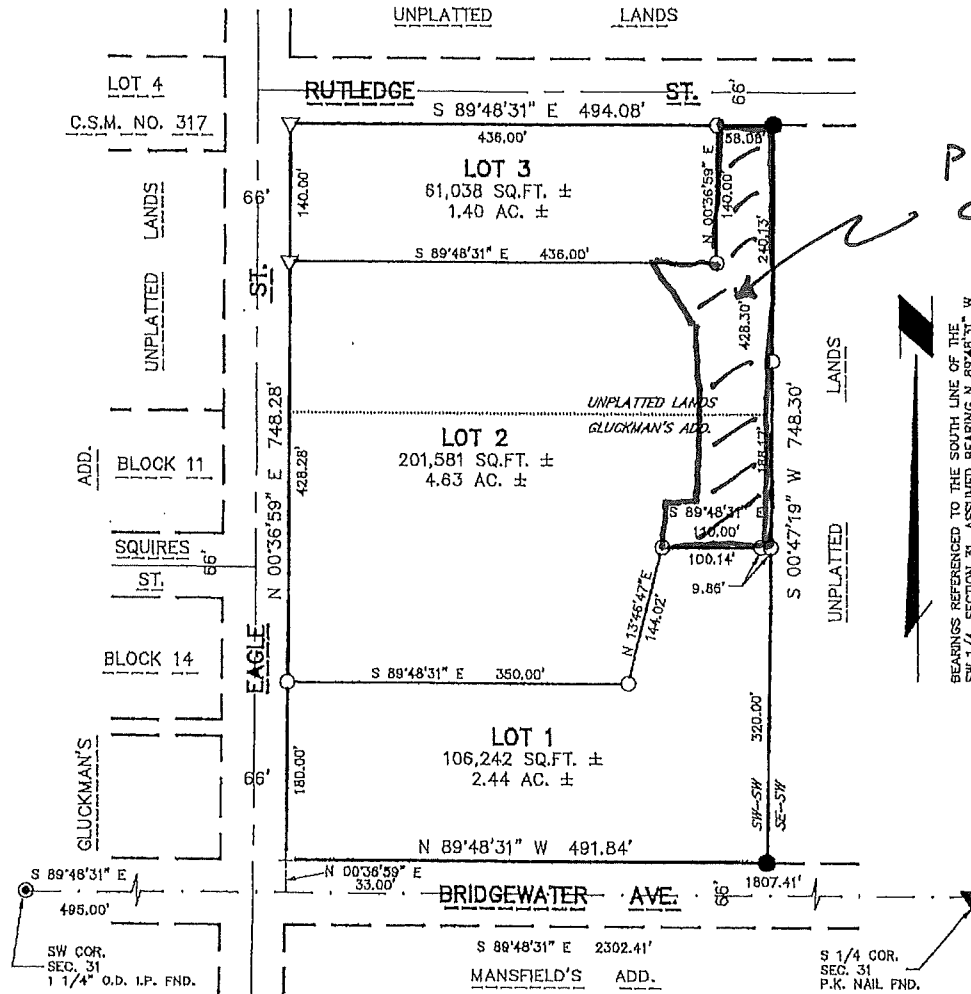 UNPLATTED LANDS
LOT 4
C.S.M. NO. 317
RUTLEDGE ST.
66'
S 89°48'31" E 494.08'
436.00'
58.08'
LOT 3
61,038 SQ.FT. ±
1.40 AC. ±
140.00'
66'
N 00°36'59" E
140.00'
240.13'
P
UNPLATTED LANDS
ST.
S 89°48'31" E 436.00'
428.30'
LANDS
UNPLATTED LANDS
GLUCKMAN'S ADD.
LOT 2
201,581 SQ.FT. ±
4.63 AC. ±
N 00°36'59" E 748.28'
428.28'
188.17'
S 00°47'19" W 748.30'
ADD.
BLOCK 11
SQUIRES
ST.
66'
S 89°48'31" E
110.00'
100.14'
9.86'
UNPLATTED
BEARINGS REFERENCED TO THE SOUTH LINE OF THE
SW 1/4, SECTION 31, ASSUMED BEARING N 89°48'31" W
N 13°46'47" E
144.02'
BLOCK 14
EAGLE
S 89°48'31" E 350.00'
LOT 1
106,242 SQ.FT. ±
2.44 AC. ±
320.00'
180.00'
66'
GLUCKMAN'S
SW-SW
SE-SW
N 89°48'31" W 491.84'
S 89°48'31" E
495.00'
N 00°36'59" E
33.00'
BRIDGEWATER AVE.
66'
1807.41'
SW COR.
SEC. 31
1 1/4" O.D. I.P. FND.
S 89°48'31" E 2302.41'
MANSFIELD'S ADD.
S 1/4 COR.
SEC. 31
P.K. NAIL FND.